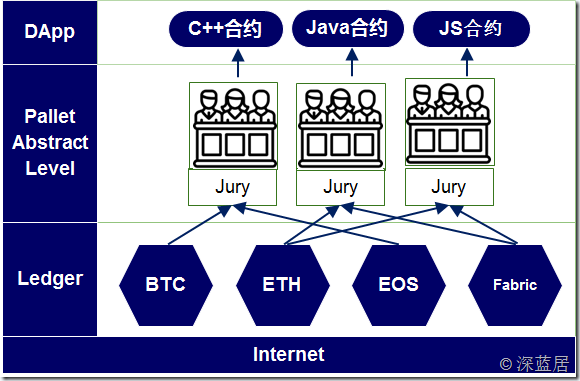 DApp
C++合约
Java合约
JS合约
Pallet
Abstract
Level
Jury
Jury
Jury
Ledger
BTC
ETH
EOS
Fabric
Internet
© 深蓝居